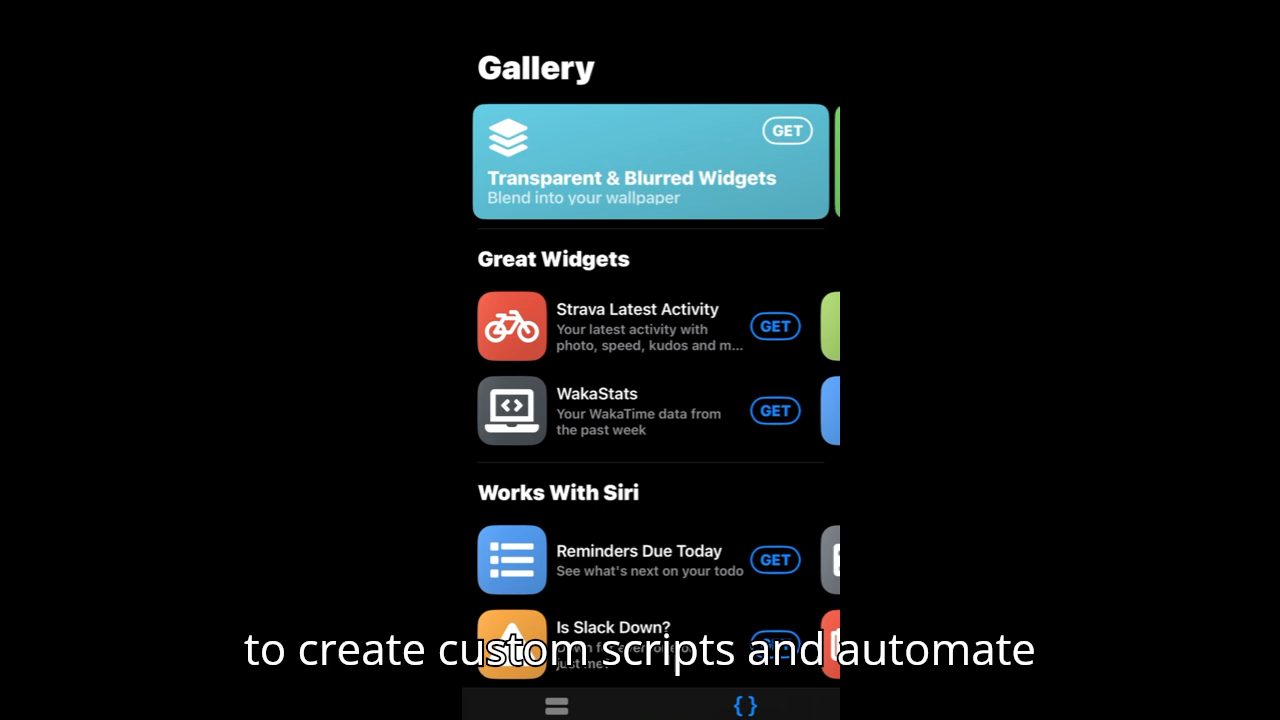 Gallery
GET
Transparent & Blurred Widgets
Blend into your wallpaper
Great Widgets
Strava Latest Activity
Your latest activity with
photo, speed, kudos and m...
GET
WakaStats
Your WakaTime data from
the past week
GET
Works With Siri
Reminders Due Today
See what's next on your todo
GET
Is Slack Down?
just me?
to create custom scripts and automate